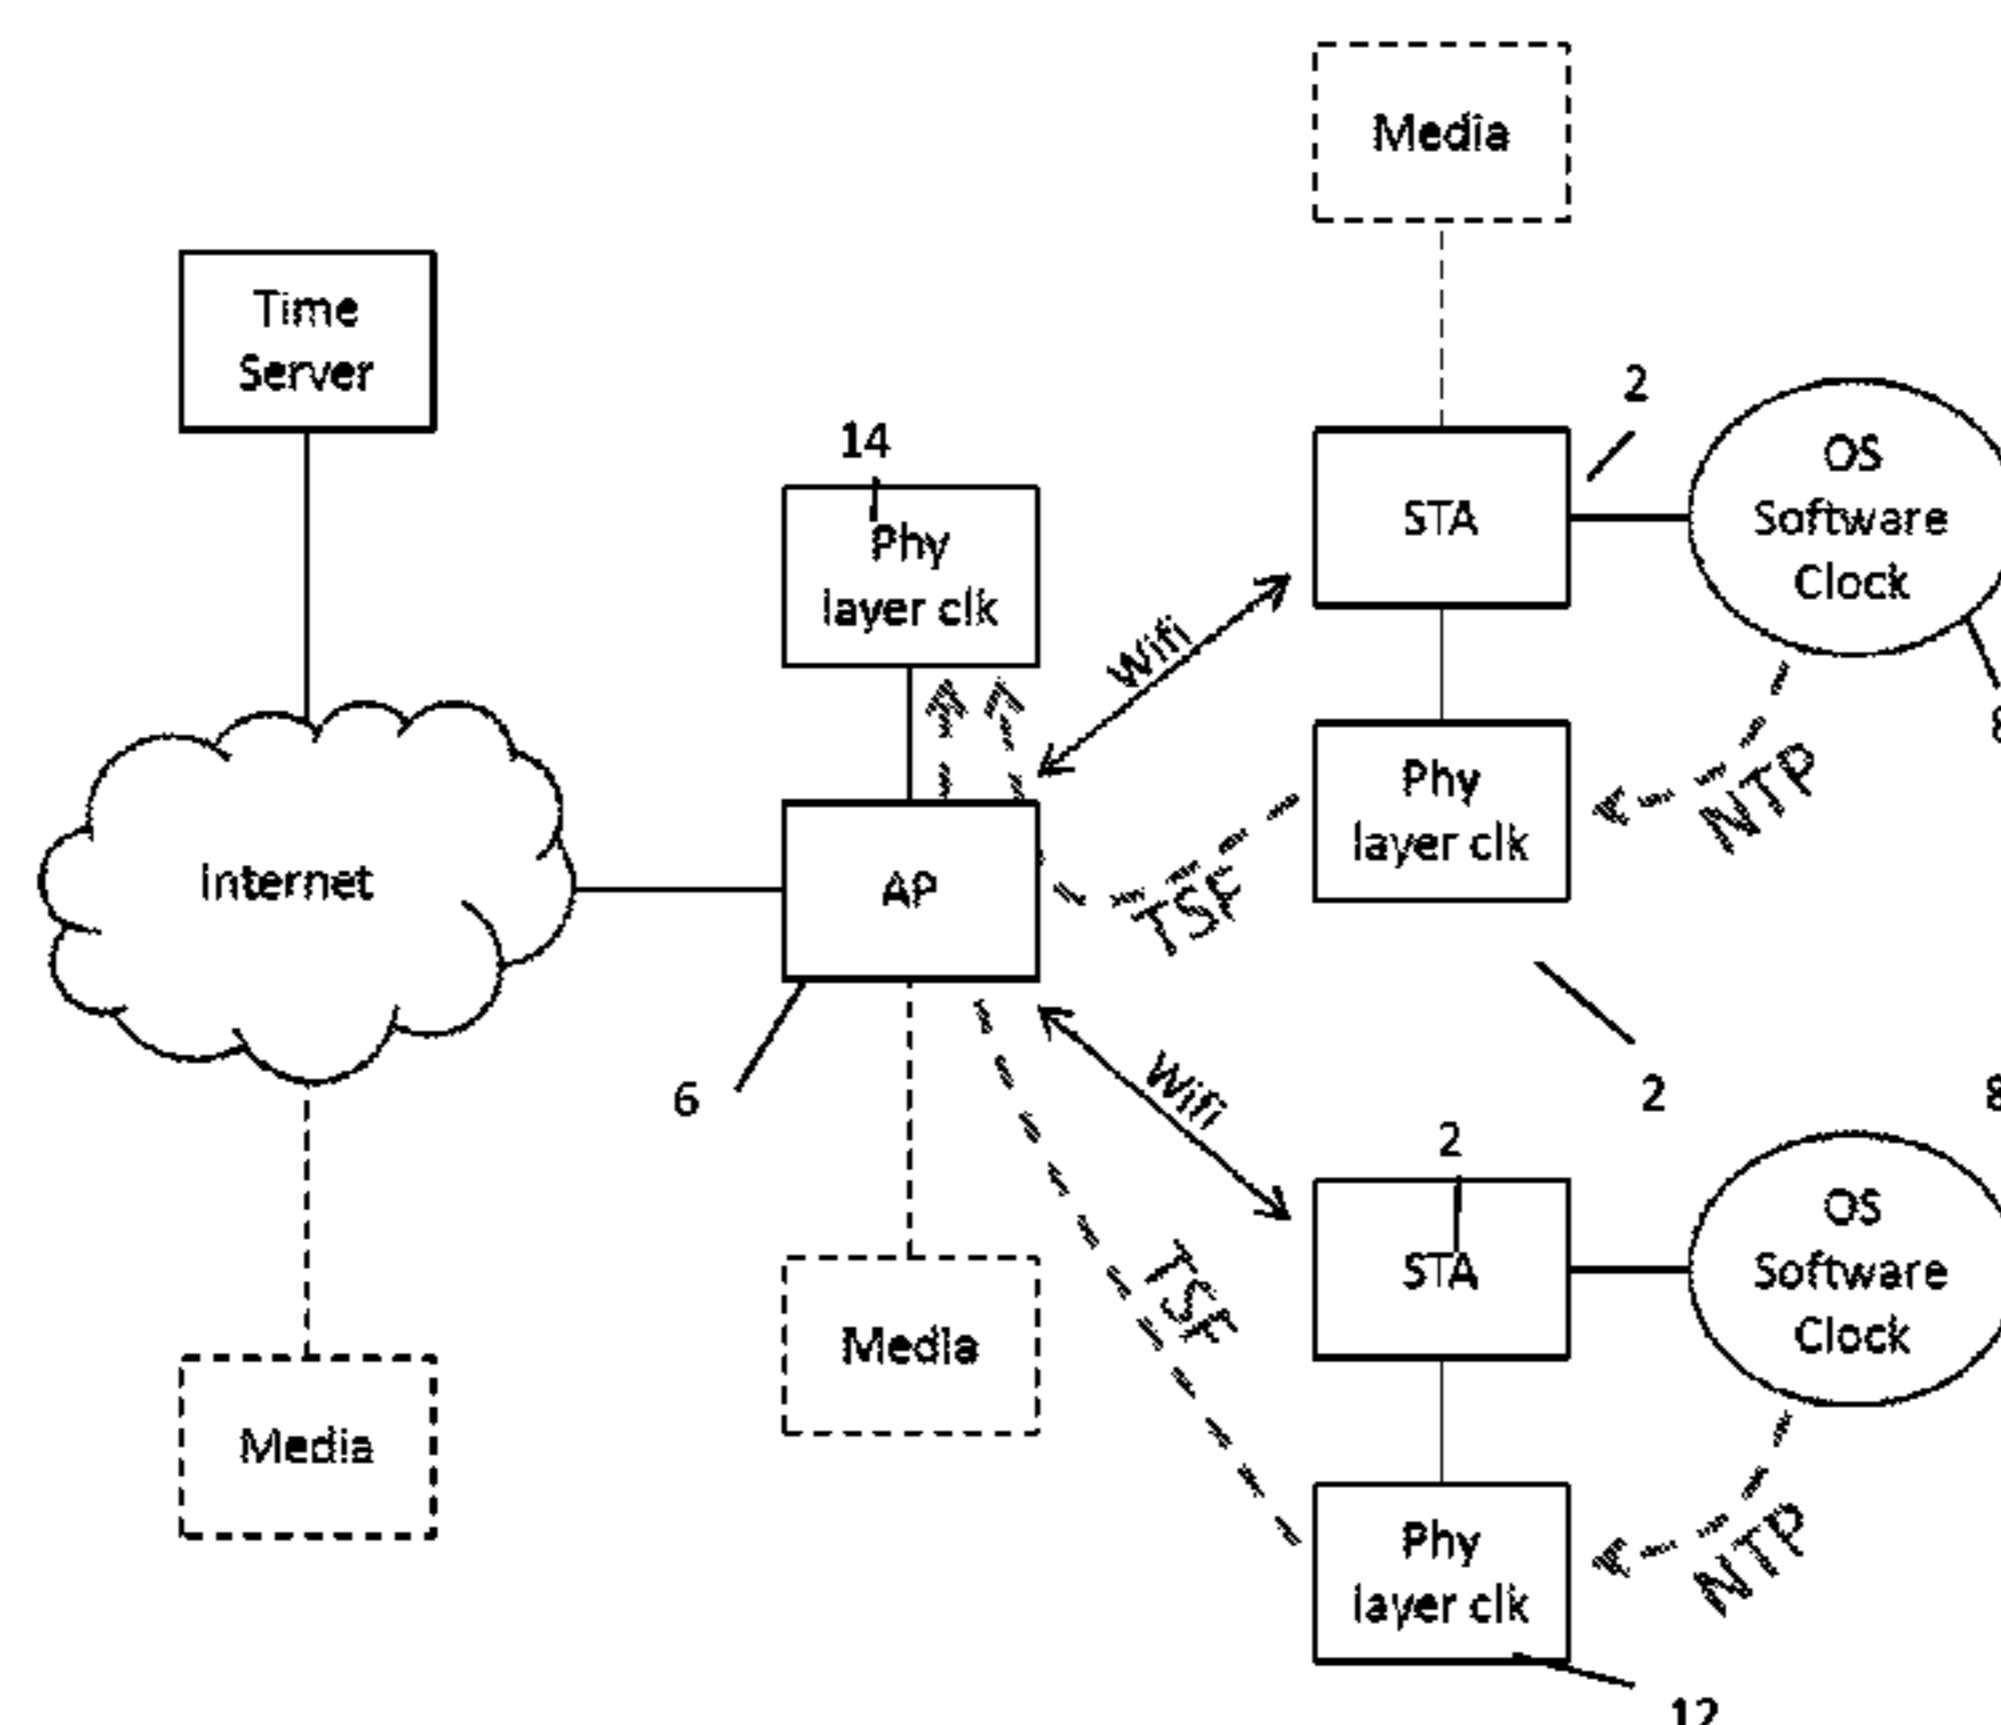 Media
Time
Server
14
Phy
layer clk
2
STA
OS
Software
Clock
8
Wifi
Phy
layer clk
NTP
TSF
Internet
AP
6
2
Wifi
8
2
STA
OS
Software
Clock
TSF
Media
Media
Phy
layer clk
NTP
12